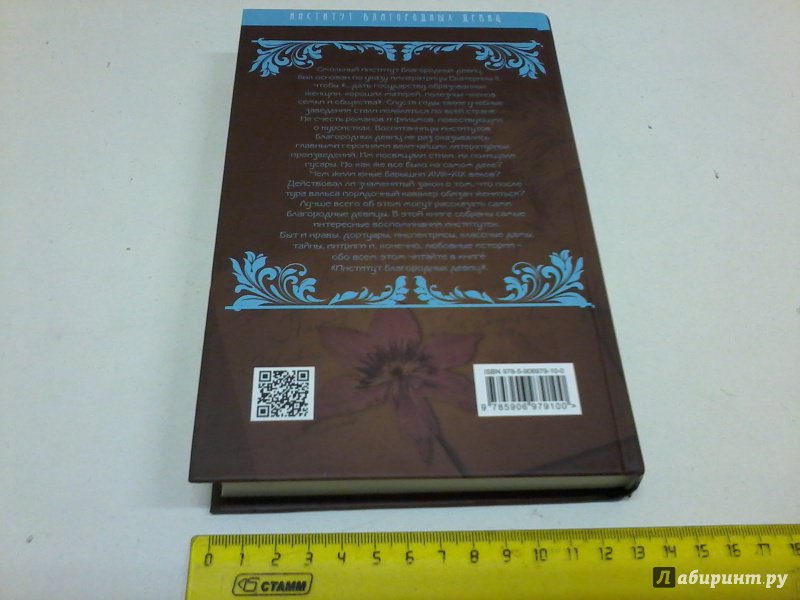 ИНСТИТУТ БЛАГОРОДНЫХ ДЕВИЦ
Смольный институт благородных девиц
был основан по указу императрицы Екатерины II,
чтобы «...дать государству образованных
женщин, хороших матерей, полезных членов
семьи и общества». Спустя годы такие учебные
заведения стали появляться по всей стране.
Не счесть романов и фильмов, повествующих
о курсистках. Воспитанницы институтов
благородных девиц не раз оказывались
главными героинями величайших литературных
произведений. Им посвящали стихи, их похищали
гусары. Но как же все было на самом деле?
Чем жили юные барышни XVIII–XIX веков?
Действовал ли знаменитый закон о том, что после
тура вальса порядочный кавалер обязан жениться?
Лучше всего об этом могут рассказать сами
благородные девицы. В этой книге собраны самые
интересные воспоминания институток.
Быт и нравы, дортуары, инспектрисы, классные дамы,
тайны, интриги и, конечно, любовные истории –
обо всем этом читайте в книге
«Институт благородных девиц».
ISBN 978-5-906979-10-0
9 785906 979100 >
0 1 2 3 4 5 6 7 8 9 10 11 12 13 14 15 16 17 18
СТАММ
Лабиринт.ру